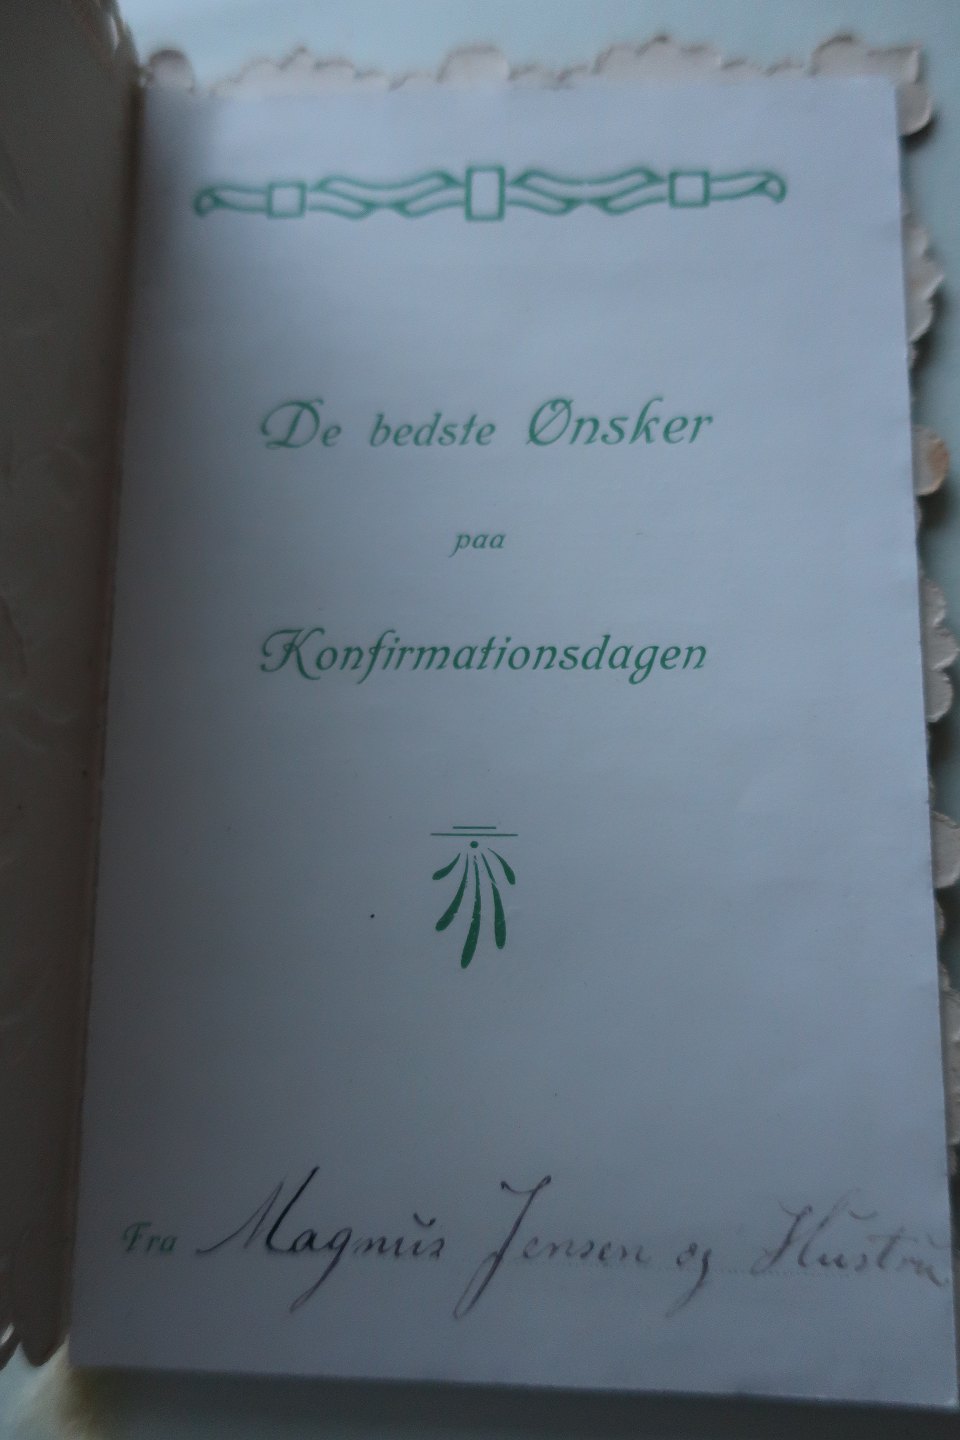 De bedste Ønsker
paa
Konfirmationsdagen
Fra Magnus Jensen og Hustru